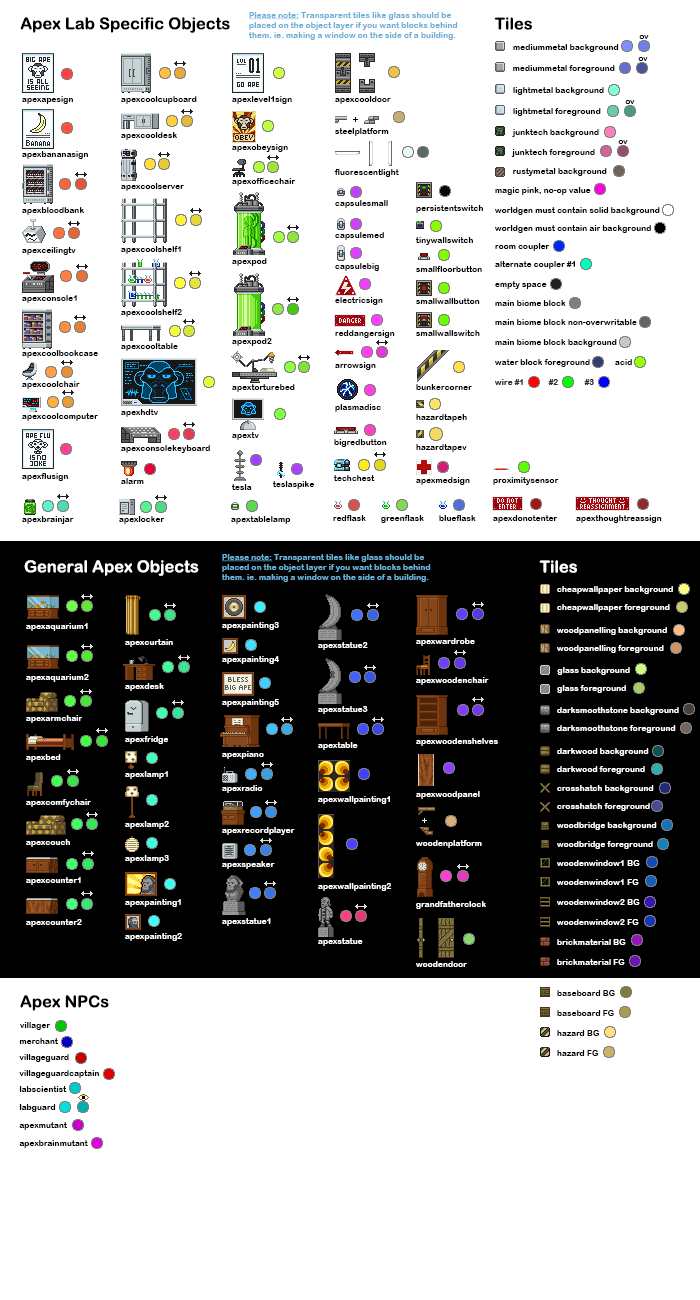 Apex Lab Specific Objects
Please note: Transparent tiles like glass should be
placed on the object layer if you want blocks behind
them. ie. making a window on the side of a building.
BIG APE
IS ALL
SEEING
apexapesign
BANANA
apexbananasign
apexbloodbank
apexceilingtv
apexconsole1
apexcoolbookcase
apexcoolchair
apexcoolcomputer
APE FLU
IS NO
JOKE
apexflusign
apexbrainjar
apexcoolcupboard
apexcooldesk
apexcoolserver
apexcoolshelf1
apexcoolshelf2
apexcooltable
apexhdtv
apexconsolekeyboard
alarm
apexlocker
LVL 01
GO APE
apexlevel1sign
OBEY
apexobeysign
apexofficechair
apexpod
apexpod2
apextorturebed
apextv
tesla
teslaspike
apextablelamp
apexcooldoor
+
steelplatform
fluorescentlight
capsulesmall
capsulemed
capsulebig
electricsign
DANGER
reddangersign
arrowsign
plasmadisc
bigredbutton
techchest
redflask
greenflask
blueflask
persistentswitch
tinywallswitch
smallfloorbutton
smallwallbutton
smallwallswitch
bunkercorner
hazardtapeh
hazardtapev
apexmedsign
proximitysensor
DO NOT
ENTER
apexdonotenter
THOUGHT
REASSIGNMENT
apexthoughtreassign
Tiles
mediummetal background
OV
mediummetal foreground
OV
lightmetal background
lightmetal foreground
OV
junktech background
junktech foreground
OV
rustymetal background
magic pink, no-op value
worldgen must contain solid background
worldgen must contain air background
room coupler
alternate coupler #1
empty space
main biome block
main biome block non-overwritable
main biome block background
water block foreground
acid
wire #1
#2
#3
General Apex Objects
Please note: Transparent tiles like glass should be
placed on the object layer if you want blocks behind
them. ie. making a window on the side of a building.
apexaquarium1
apexaquarium2
apexarmchair
apexbed
apexcomfychair
apexcouch
apexcounter1
apexcounter2
apexcurtain
apexdesk
apexfridge
apexlamp1
apexlamp2
apexlamp3
apexpainting1
apexpainting2
apexpainting3
apexpainting4
BLESS
BIG APE
apexpainting5
apexpiano
apexradio
apexrecordplayer
apexspeaker
apexstatue1
apexstatue2
apexstatue3
apextable
apexwallpainting1
apexwallpainting2
apexstatue
apexwardrobe
apexwoodenchair
apexwoodenshelves
apexwoodpanel
+
woodenplatform
grandfatherclock
woodendoor
Tiles
cheapwallpaper background
cheapwallpaper foreground
woodpanelling background
woodpanelling foreground
glass background
glass foreground
darksmoothstone background
darksmoothstone foreground
darkwood background
darkwood foreground
crosshatch background
crosshatch foreground
woodbridge background
woodbridge foreground
woodenwindow1 BG
woodenwindow1 FG
woodenwindow2 BG
woodenwindow2 FG
brickmaterial BG
brickmaterial FG
baseboard BG
baseboard FG
hazard BG
hazard FG
Apex NPCs
villager
merchant
villageguard
villageguardcaptain
labscientist
labguard
apexmutant
apexbrainmutant